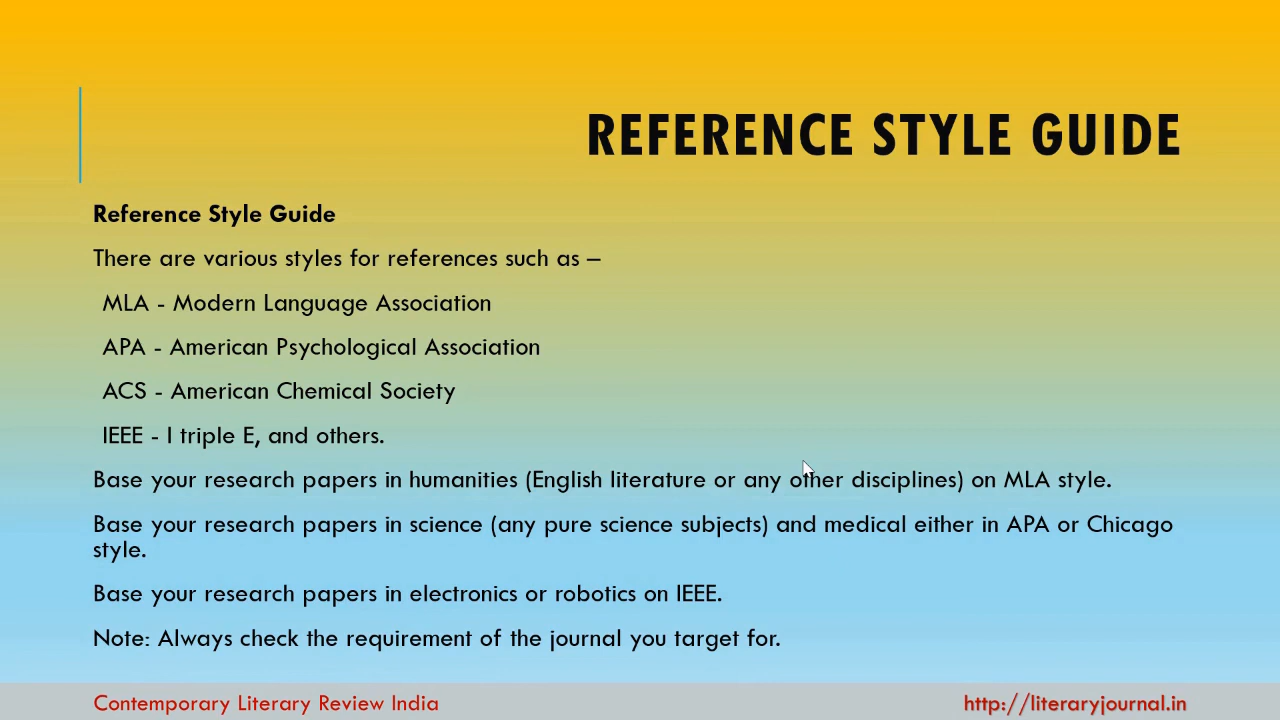 REFERENCE STYLE GUIDE
Reference Style Guide
There are various styles for references such as –
MLA - Modern Language Association
APA - American Psychological Association
ACS - American Chemical Society
IEEE - I triple E, and others.
Base your research papers in humanities (English literature or any other disciplines) on MLA style.
Base your research papers in science (any pure science subjects) and medical either in APA or Chicago
style.
Base your research papers in electronics or robotics on IEEE.
Note: Always check the requirement of the journal you target for.
Contemporary Literary Review India
http://literaryjournal.in